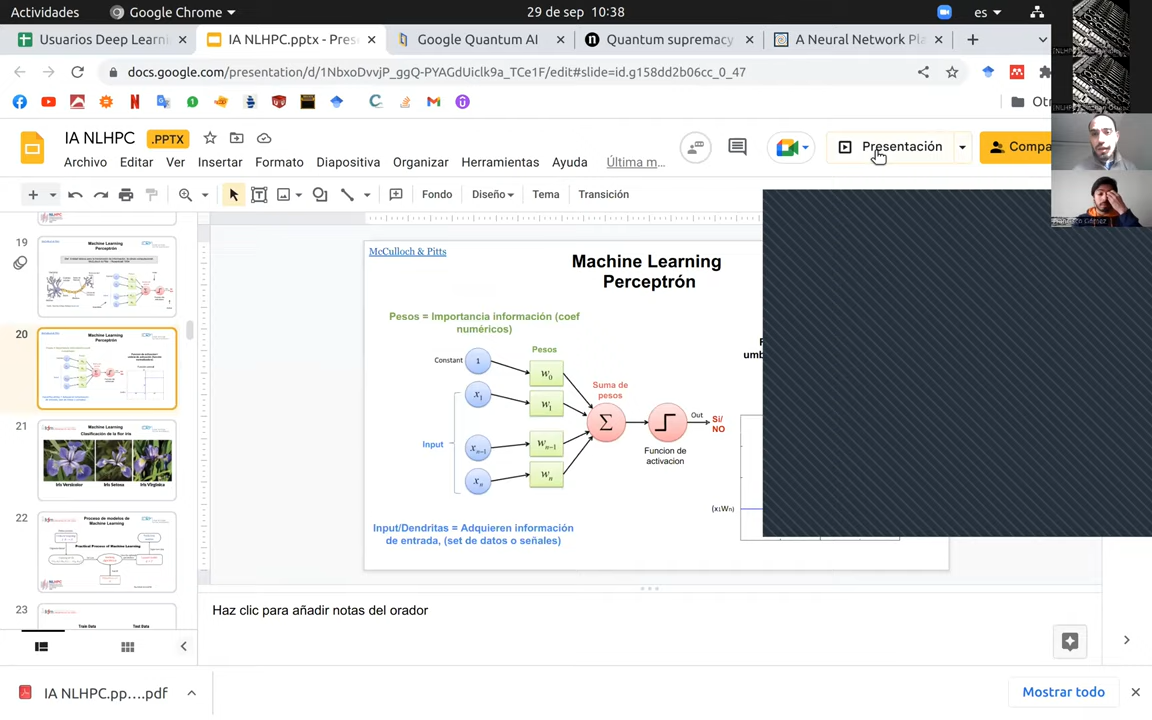 Actividades
Google Chrome
29 de sep 10:38
es
Usuarios Deep Learni
IA NLHPC.pptx - Pres
Google Quantum AI
Quantum supremacy
A Neural Network Pla
docs.google.com/presentation/d/1NbxoDvvjP_ggQ-PYAGdUiclk9a_TCe1F/edit#slide=id.g158dd2b06cc_0_47
IA NLHPC
.PPTX
Presentación
Compa
Archivo Editar Ver Insertar Formato Diapositiva Organizar Herramientas Ayuda Última m...
Fondo Diseño Tema Transición
19
Machine Learning
Perceptrón
20
Machine Learning
Perceptrón
21
Machine Learning
Clasificación de la flor iris
Iris Versicolor Iris Setosa Iris Virginica
22
Proceso de modelos de
Machine Learning
Practical Process of Machine Learning
23
Train Data Test Data
McCulloch & Pitts
Machine Learning
Perceptrón
Pesos = Importancia información (coef
numéricos)
Pesos
Constant
1
w0
x1
w1
Suma de
pesos
Input
xn-1
wn-1
xn
wn
Σ
Out
Si/
NO
Funcion de
activacion
umb
(x1Wn)
Input/Dendritas = Adquieren información
de entrada, (set de datos o señales)
Haz clic para añadir notas del orador
IA NLHPC.pp....pdf
Mostrar todo